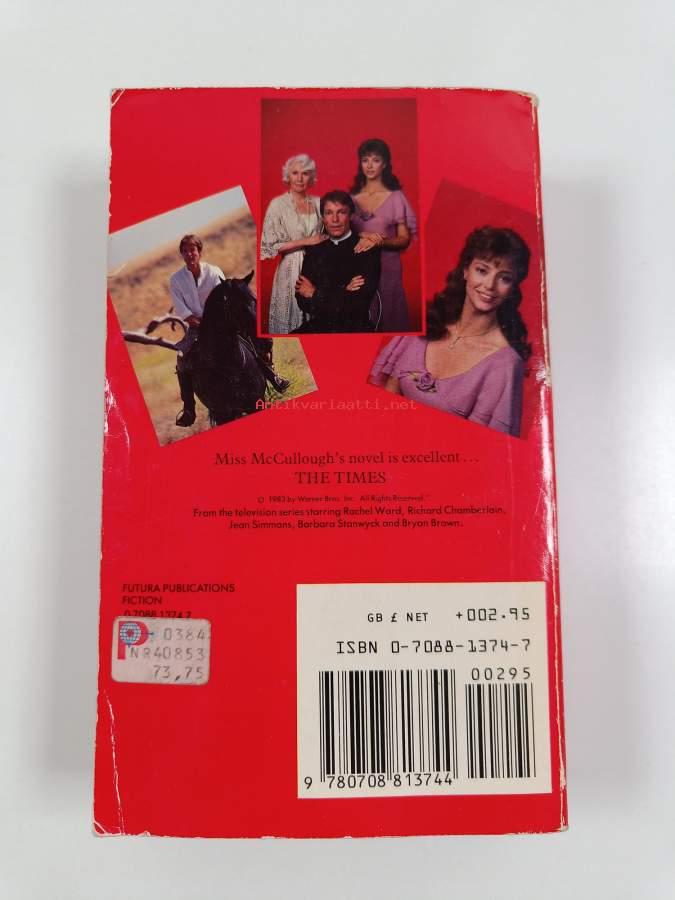 Antikvariaatti.net
Miss McCullough's novel is excellent...
THE TIMES
© 1983 by Warner Bros. Inc. All Rights Reserved.
From the television series starring Rachel Ward, Richard Chamberlain,
Jean Simmons, Barbara Stanwyck and Bryan Brown.
FUTURA PUBLICATIONS
FICTION
0 7088 1374 7
P 0384
NR40853
73,75
GB £ NET +002.95
ISBN 0-7088-1374-7
00295
9 780708 813744